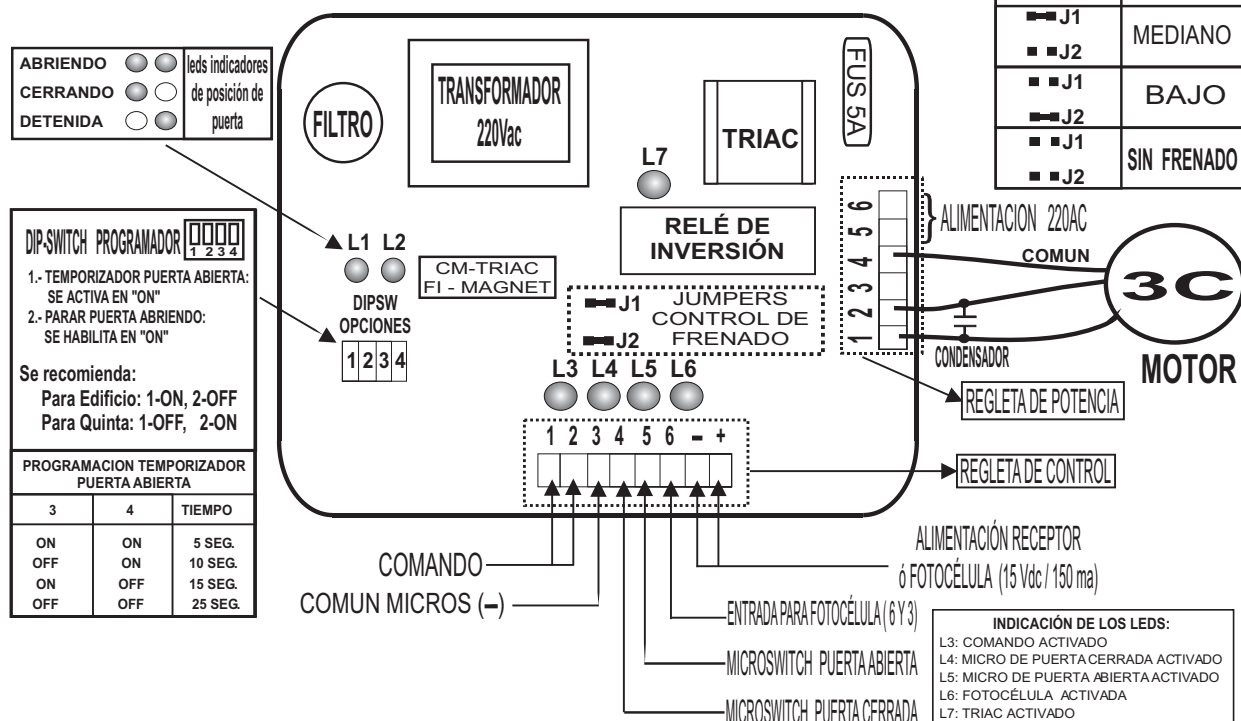 ABRIENDO
CERRANDO
DETENIDA
leds indicadores
de posición de
puerta
FILTRO
TRANSFORMADOR
220Vac
TRIAC
FUS 5A
L7
RELÉ DE
INVERSIÓN
L1 L2
CM-TRIAC
FI - MAGNET
DIPSW
OPCIONES
1 2 3 4
J1
J2
JUMPERS
CONTROL DE
FRENADO
L3 L4 L5 L6
1 2 3 4 5 6 – +
6
5
4
3
2
1
J1
J2
MEDIANO
J1
J2
BAJO
J1
J2
SIN FRENADO
ALIMENTACION 220AC
COMUN
3C
MOTOR
CONDENSADOR
REGLETA DE POTENCIA
REGLETA DE CONTROL
DIP-SWITCH PROGRAMADOR
1 2 3 4
1.- TEMPORIZADOR PUERTA ABIERTA:
SE ACTIVA EN "ON"
2.- PARAR PUERTA ABRIENDO:
SE HABILITA EN "ON"
Se recomienda:
Para Edificio: 1-ON, 2-OFF
Para Quinta: 1-OFF, 2-ON
PROGRAMACION TEMPORIZADOR
PUERTA ABIERTA
3 4 TIEMPO
ON ON 5 SEG.
OFF ON 10 SEG.
ON OFF 15 SEG.
OFF OFF 25 SEG.
COMANDO
COMUN MICROS (–)
ALIMENTACIÓN RECEPTOR
ó FOTOCÉLULA (15 Vdc / 150 ma)
ENTRADA PARA FOTOCÉLULA ( 6 Y 3)
MICROSWITCH PUERTA ABIERTA
MICROSWITCH PUERTA CERRADA
INDICACIÓN DE LOS LEDS:
L3: COMANDO ACTIVADO
L4: MICRO DE PUERTA CERRADA ACTIVADO
L5: MICRO DE PUERTA ABIERTA ACTIVADO
L6: FOTOCÉLULA ACTIVADA
L7: TRIAC ACTIVADO